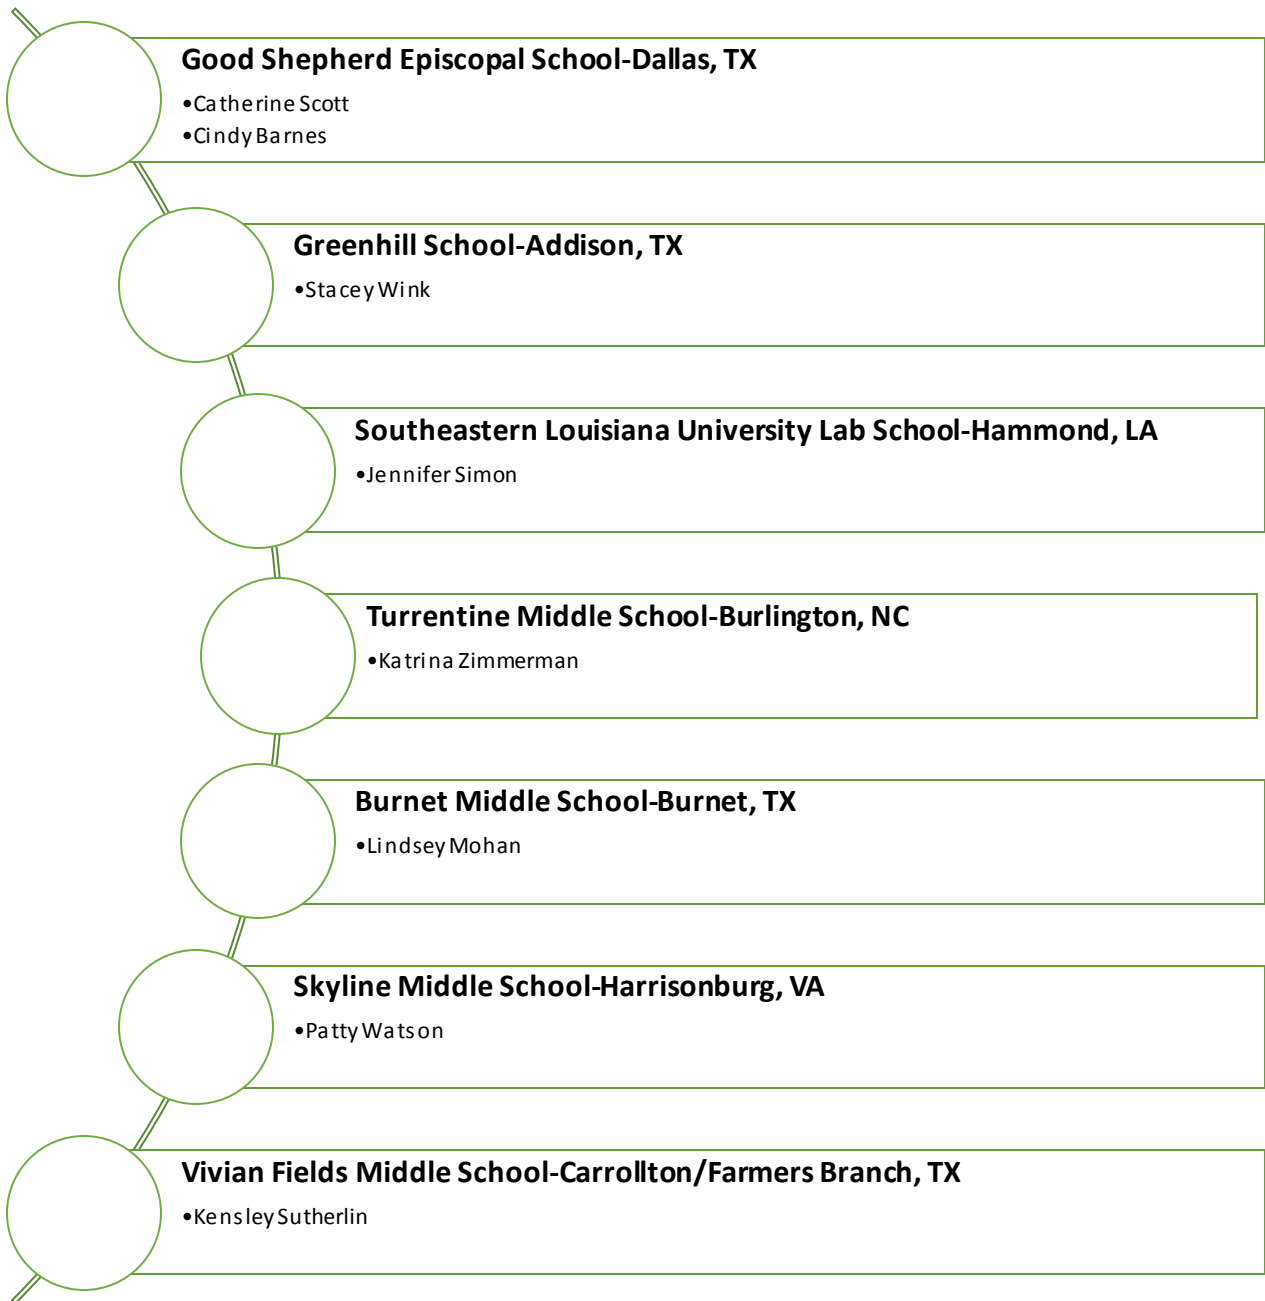 Good Shepherd Episcopal School-Dallas, TX
•Catherine Scott
•Cindy Barnes
Greenhill School-Addison, TX
•Stacey Wink
Southeastern Louisiana University Lab School-Hammond, LA
•Jennifer Simon
Turrentine Middle School-Burlington, NC
•Katrina Zimmerman
Burnet Middle School-Burnet, TX
•Lindsey Mohan
Skyline Middle School-Harrisonburg, VA
•Patty Watson
Vivian Fields Middle School-Carrollton/Farmers Branch, TX
•Kensley Sutherlin